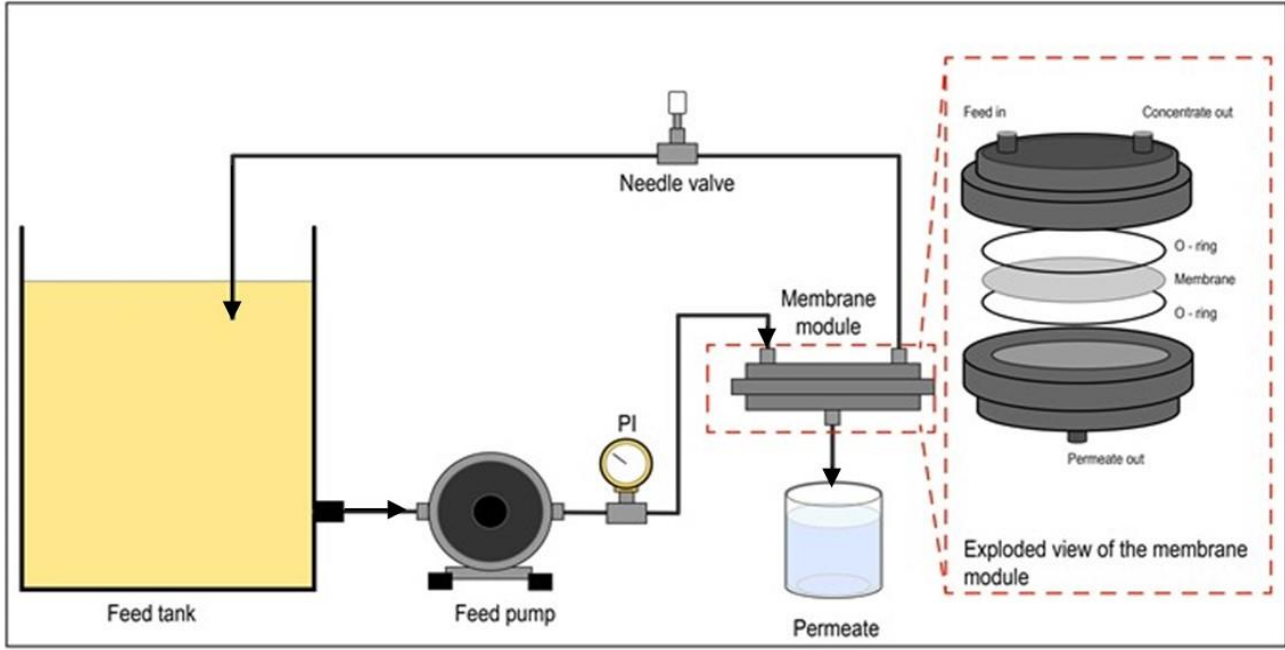 Feed in
Concentrate out
Needle valve
O - ring
Membrane
O - ring
Membrane
module
PI
Permeate out
Exploded view of the membrane
module
Feed tank
Feed pump
Permeate